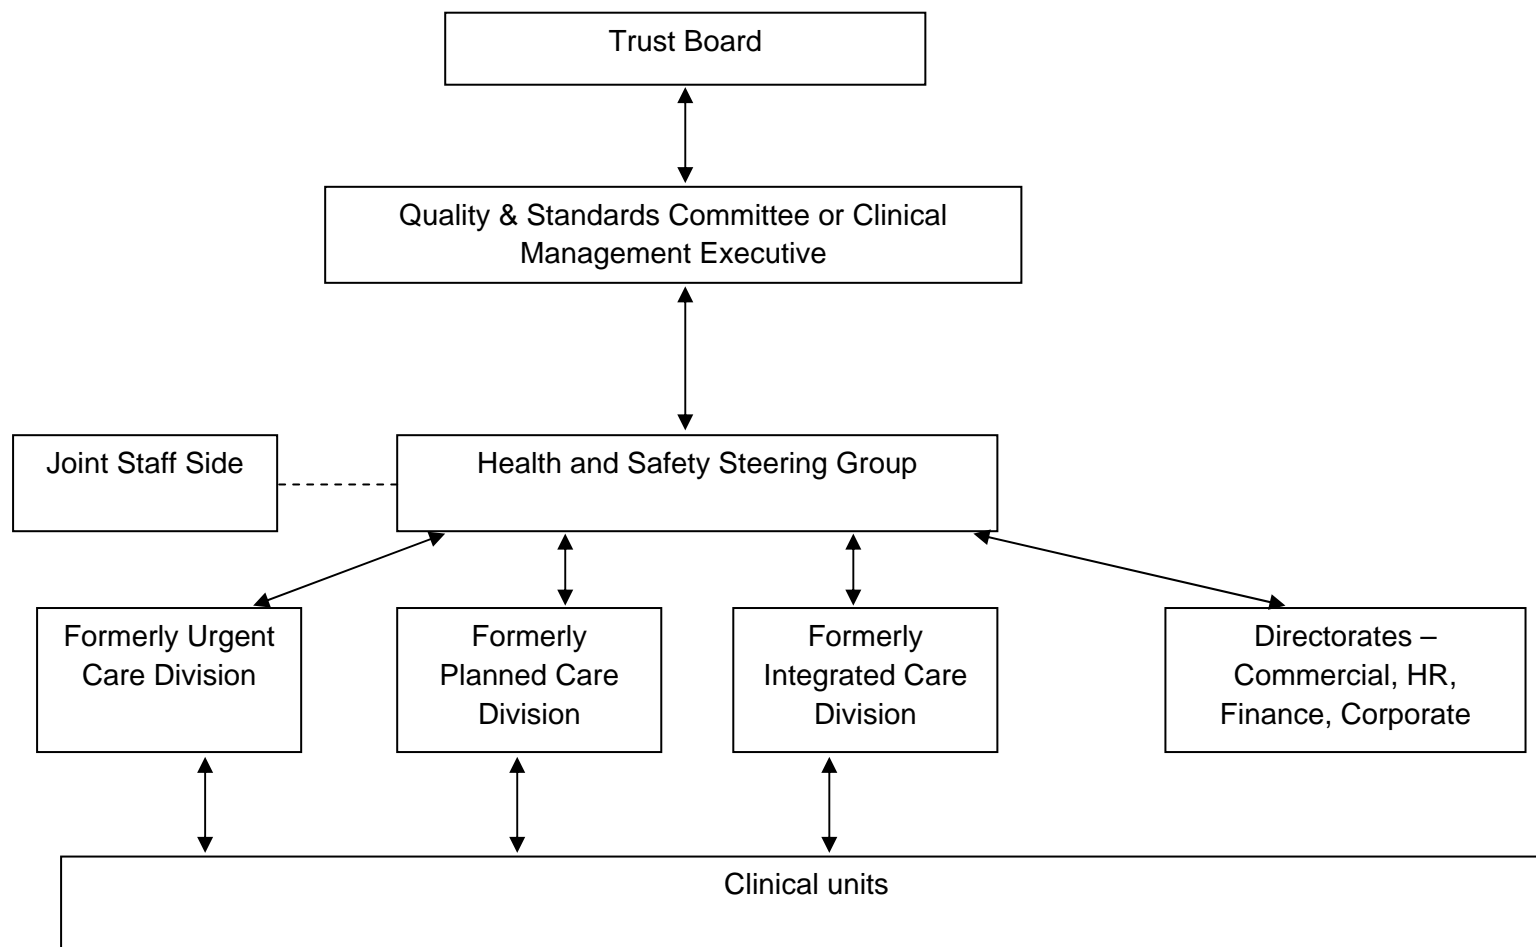 Trust Board
Quality & Standards Committee or Clinical
Management Executive
Joint Staff Side
Health and Safety Steering Group
Formerly Urgent
Care Division
Formerly
Planned Care
Division
Formerly
Integrated Care
Division
Directorates –
Commercial, HR,
Finance, Corporate
Clinical units